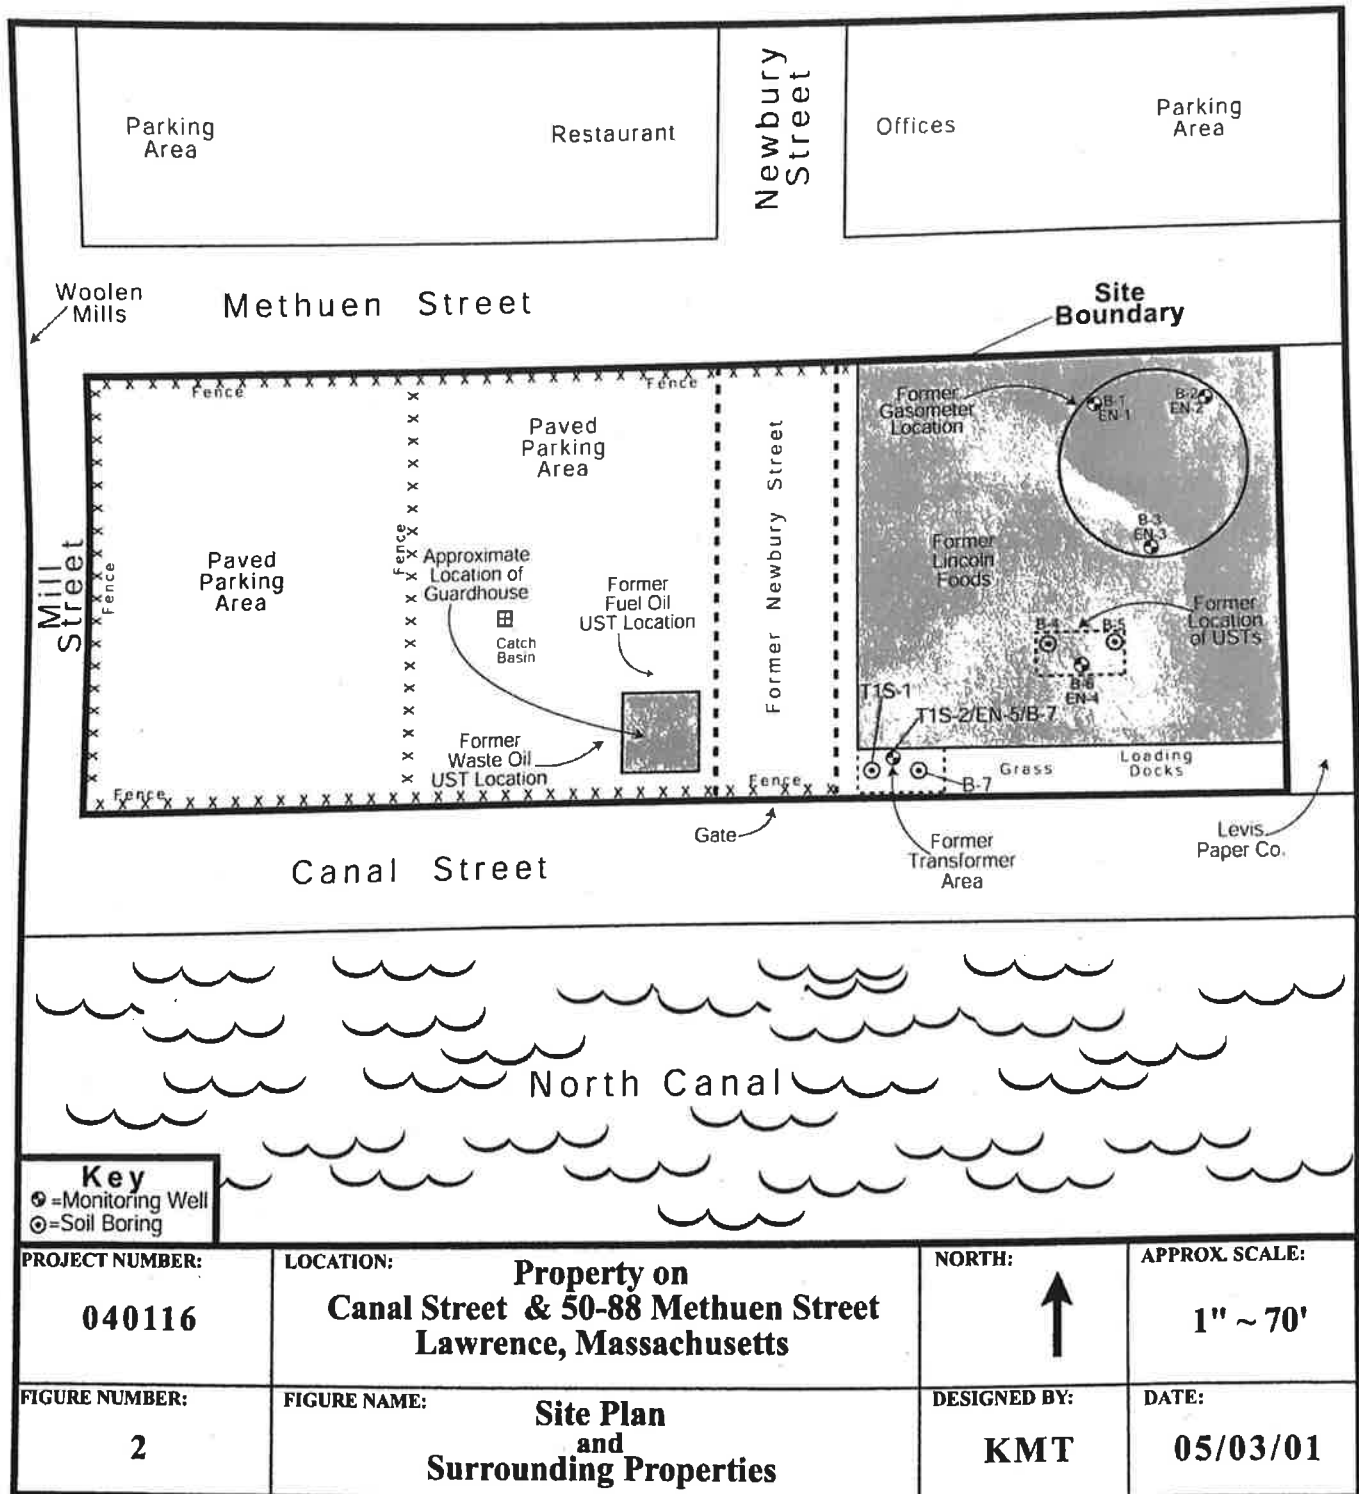 Parking
Area
Restaurant
Newbury
Street
Offices
Parking
Area
Woolen
Mills
Methuen Street
Site
Boundary
Fence
Fence
Paved
Parking
Area
Former
Gasometer
Location
B-1
EN-1
B-2
EN-2
B-3
EN-3
Mill
Street
Fence
Paved
Parking
Area
Fence
Approximate
Location of
Guardhouse
Catch
Basin
Former
Fuel Oil
UST Location
Former Newbury Street
Former
Lincoln
Foods
Former
Location
of USTs
B-4
B-5
B-6
EN-4
T1S-1
T1S-2/EN-5/B-7
Former
Waste Oil
UST Location
Fence
Fence
B-7
Grass
Loading
Docks
Gate
Former
Transformer
Area
Levis
Paper Co.
Canal Street
North Canal
Key
=Monitoring Well
=Soil Boring
PROJECT NUMBER:
040116
LOCATION:
Property on
Canal Street & 50-88 Methuen Street
Lawrence, Massachusetts
NORTH:
APPROX. SCALE:
1" ~ 70'
FIGURE NUMBER:
2
FIGURE NAME:
Site Plan
and
Surrounding Properties
DESIGNED BY:
KMT
DATE:
05/03/01